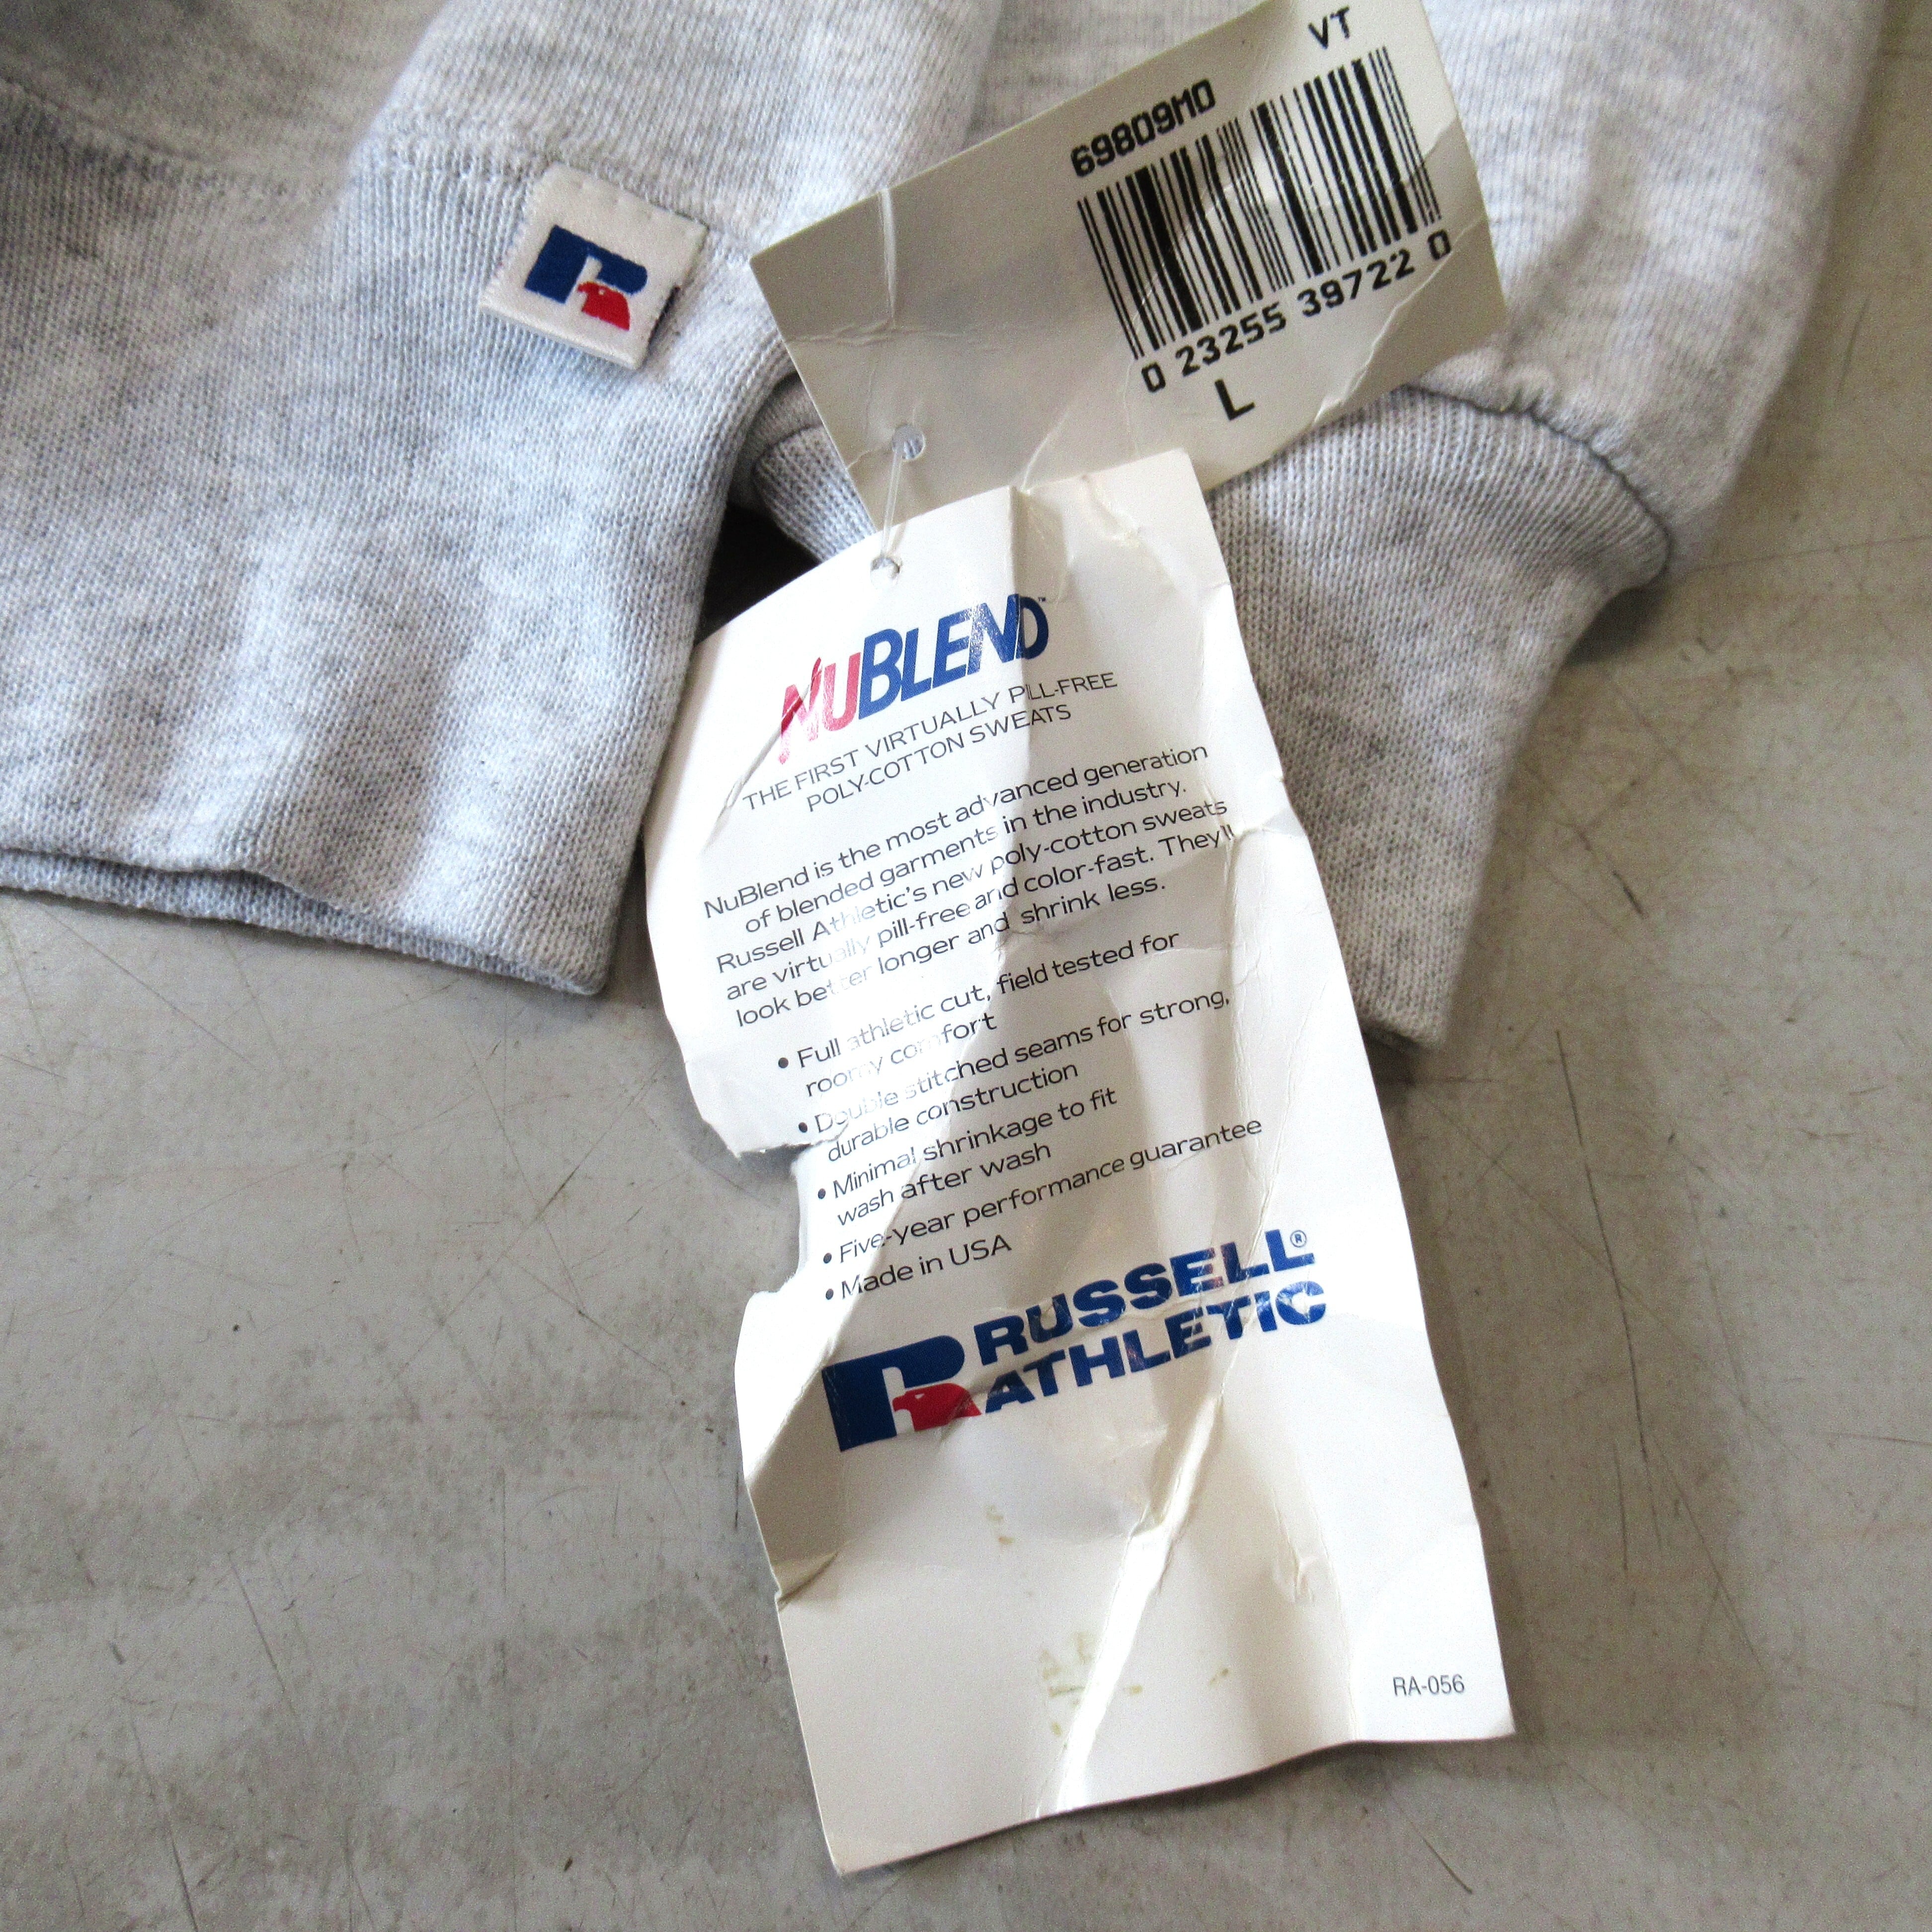 VT
69809M0
0 23255 39722 0
L
NUBLEND™
THE FIRST VIRTUALLY PILL-FREE
POLY-COTTON SWEATS
NuBlend is the most advanced generation
of blended garments in the industry.
Russell Athletic's new poly-cotton sweats
are virtually pill-free and color-fast. They'll
look better longer and shrink less.
• Full athletic cut, field tested for
roomy comfort
• Double stitched seams for strong,
durable construction
• Minimal shrinkage to fit
wash after wash
• Five-year performance guarantee
• Made in USA
RUSSELL®
ATHLETIC
RA-056